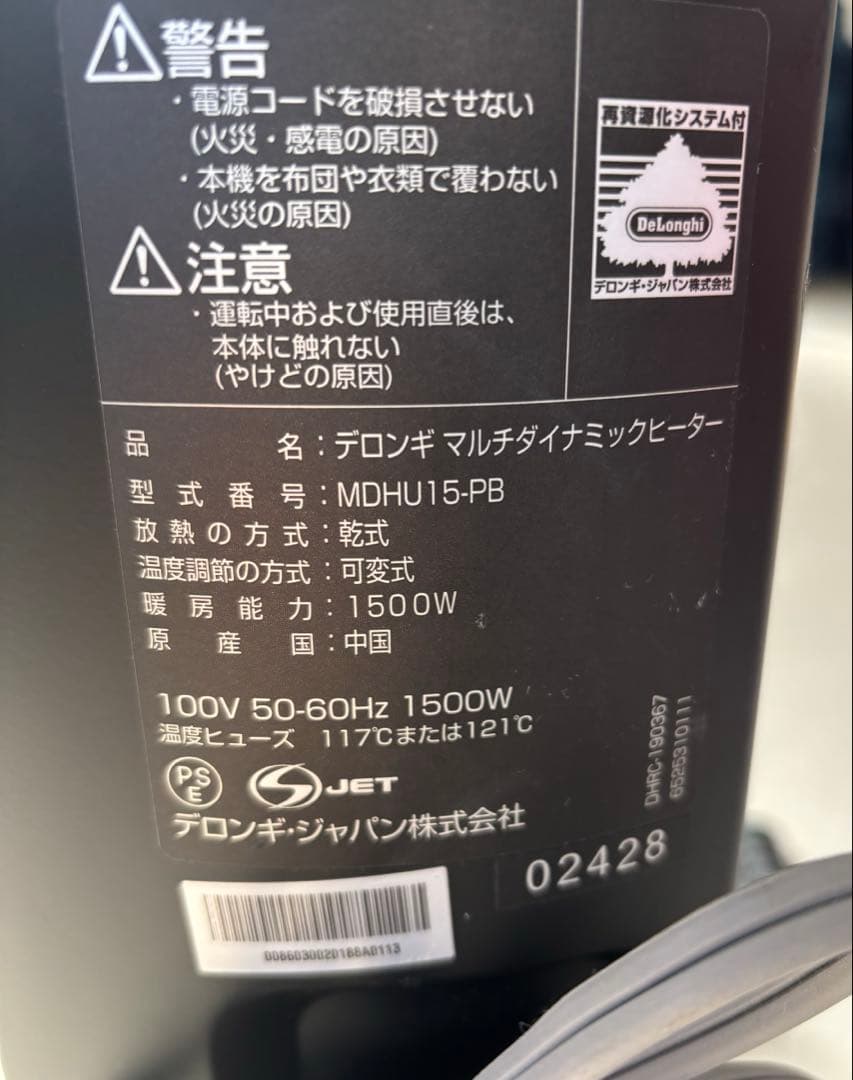 警告
・電源コードを破損させない
(火災・感電の原因)
・本機を布団や衣類で覆わない
(火災の原因)
注意
・運転中および使用直後は、
本体に触れない
(やけどの原因)
再資源化システム付
DeLonghi
デロンギ・ジャパン株式会社
品名：デロンギ マルチダイナミックヒーター
型式番号：MDHU15-PB
放熱の方式：乾式
温度調節の方式：可変式
暖房能力：1500W
原産国：中国
100V 50-60Hz 1500W
温度ヒューズ 117℃または121℃
PSE
JET
デロンギ・ジャパン株式会社
DHRC-190367
6525310111
02428